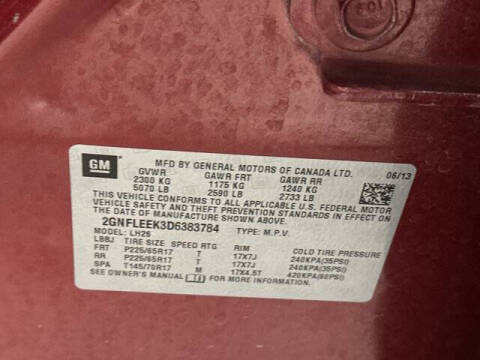 GM
MFD BY GENERAL MOTORS OF CANADA LTD. 06/13
GVWR GAWR FRT GAWR RR
2300 KG 1175 KG 1240 KG
5070 LB 2590 LB 2733 LB
THIS VEHICLE CONFORMS TO ALL APPLICABLE U.S. FEDERAL MOTOR
VEHICLE SAFETY AND THEFT PREVENTION STANDARDS IN EFFECT ON
THE DATE OF MANUFACTURE SHOWN ABOVE.
2GNFLEEK3D6383784 TYPE: M.P.V.
MODEL: LH26
LBBJ TIRE SIZE SPEED RTG RIM COLD TIRE PRESSURE
FRT P225/65R17 T 17X7J 240KPA(35PSI)
RR P225/65R17 T 17X7J 240KPA(35PSI)
SPA T145/70R17 M 17X4.5T 420KPA(60PSI)
SEE OWNER'S MANUAL FOR MORE INFORMATION.